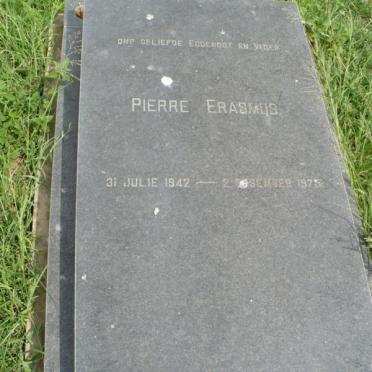 ONS GELIEFDE EGGENOOT EN VADER
PIERRE ERASMUS
31 JULIE 1942 — 2 DESEMBER